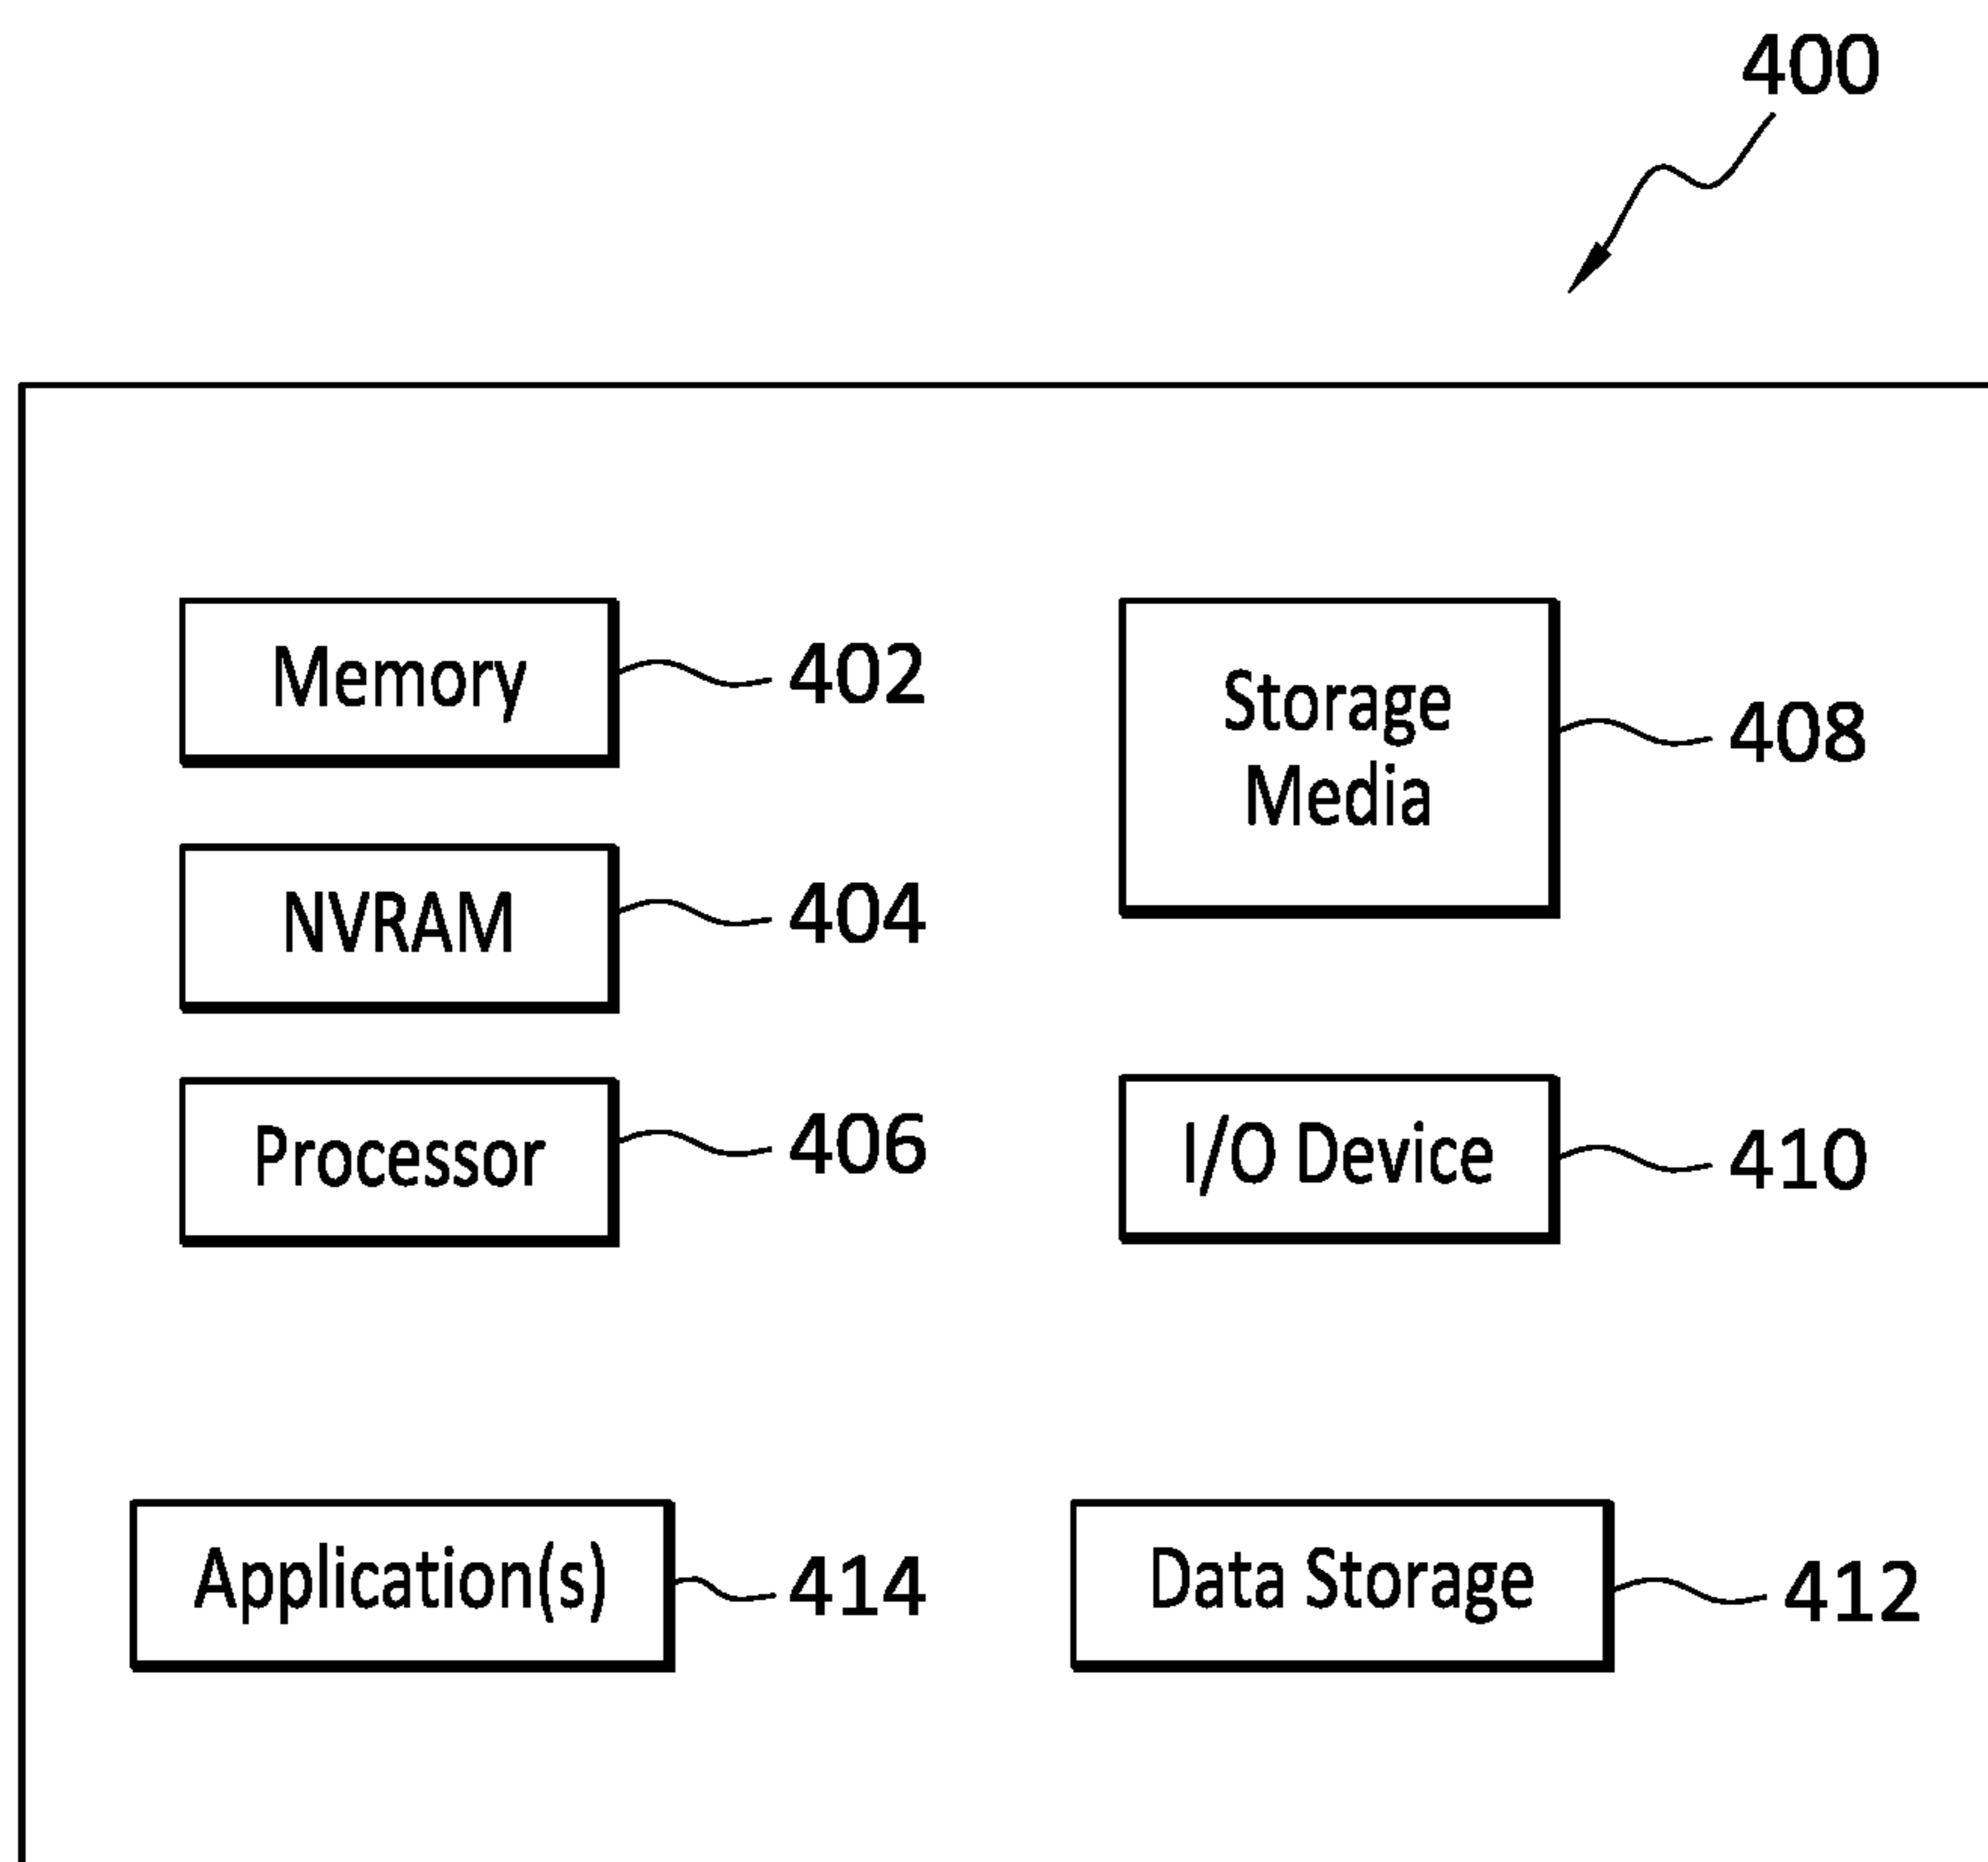 400
Memory
402
NVRAM
404
Processor
406
Storage
Media
408
I/O Device
410
Application(s)
414
Data Storage
412